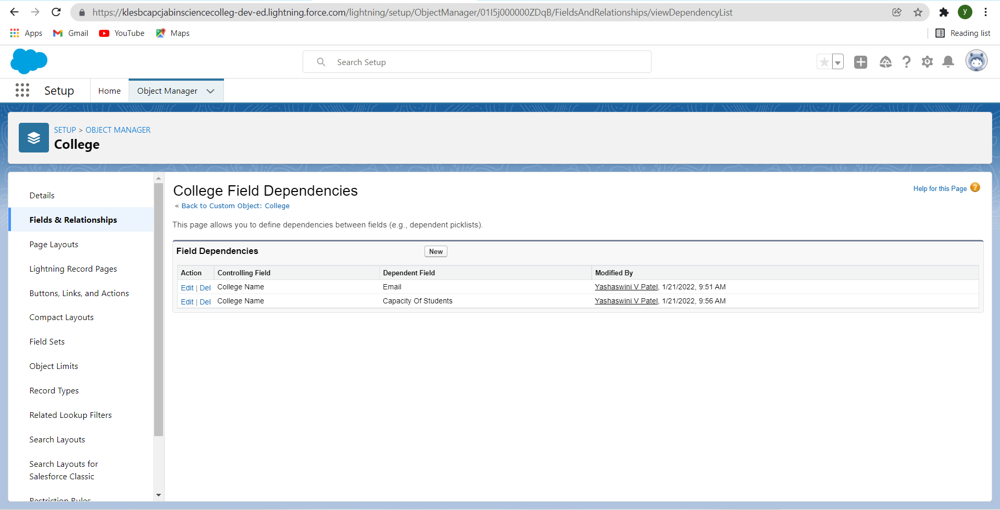 https://klesbcapcjabinsciencecolleg-dev-ed.lightning.force.com/lightning/setup/ObjectManager/01I5j000000ZDqB/FieldsAndRelationships/viewDependencyList
y
Apps Gmail YouTube Maps Reading list
Search Setup
Setup Home Object Manager
SETUP > OBJECT MANAGER
College
Details
Fields & Relationships
Page Layouts
Lightning Record Pages
Buttons, Links, and Actions
Compact Layouts
Field Sets
Object Limits
Record Types
Related Lookup Filters
Search Layouts
Search Layouts for
Salesforce Classic
Restriction Rules
College Field Dependencies
Help for this Page ?
« Back to Custom Object: College
This page allows you to define dependencies between fields (e.g., dependent picklists).
Field Dependencies New
Action Controlling Field Dependent Field Modified By
Edit | Del College Name Email Yashaswini V Patel, 1/21/2022, 9:51 AM
Edit | Del College Name Capacity Of Students Yashaswini V Patel, 1/21/2022, 9:56 AM